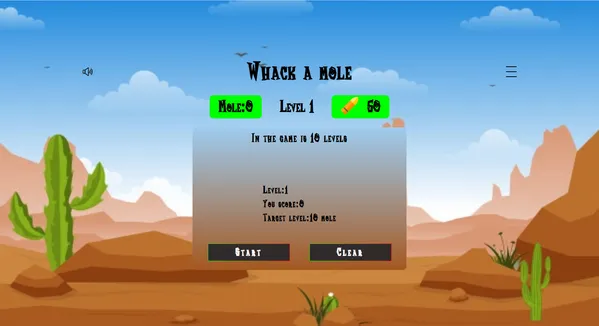 Whack a mole
Mole:0 Level 1 60
In the game is 10 levels
Level:1
You score:0
Target level:10 mole
Start Clear